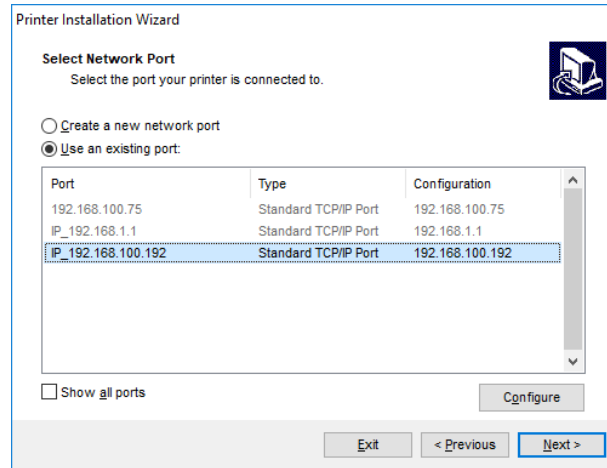 Printer Installation Wizard
Select Network Port
Select the port your printer is connected to.
Create a new network port
Use an existing port:
Port Type Configuration
192.168.100.75 Standard TCP/IP Port 192.168.100.75
IP_192.168.1.1 Standard TCP/IP Port 192.168.1.1
IP_192.168.100.192 Standard TCP/IP Port 192.168.100.192
Show all ports
Configure
Exit < Previous Next >